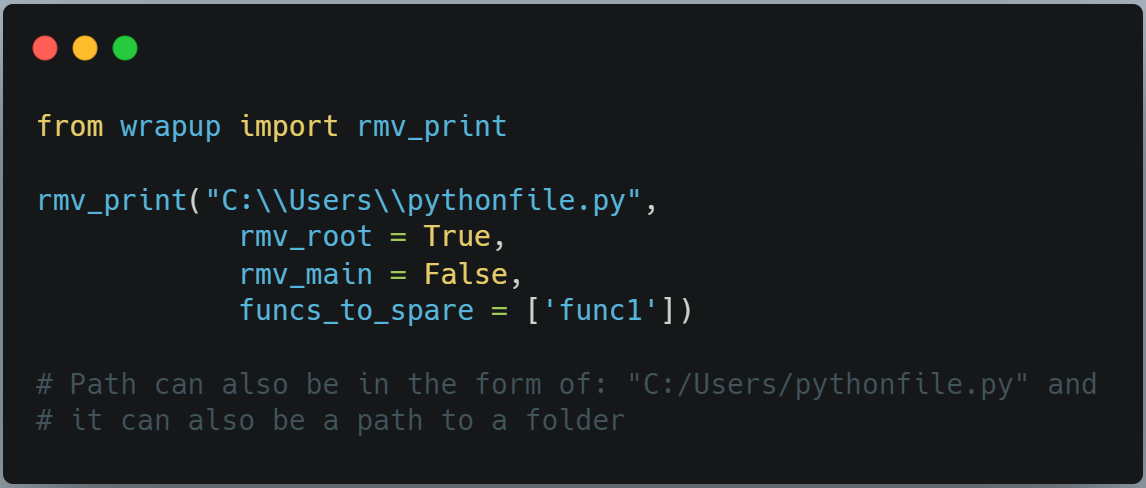 from wrapup import rmv_print
rmv_print("C:\\Users\\pythonfile.py",
rmv_root = True,
rmv_main = False,
funcs_to_spare = ['func1'])
# Path can also be in the form of: "C:/Users/pythonfile.py" and
# it can also be a path to a folder